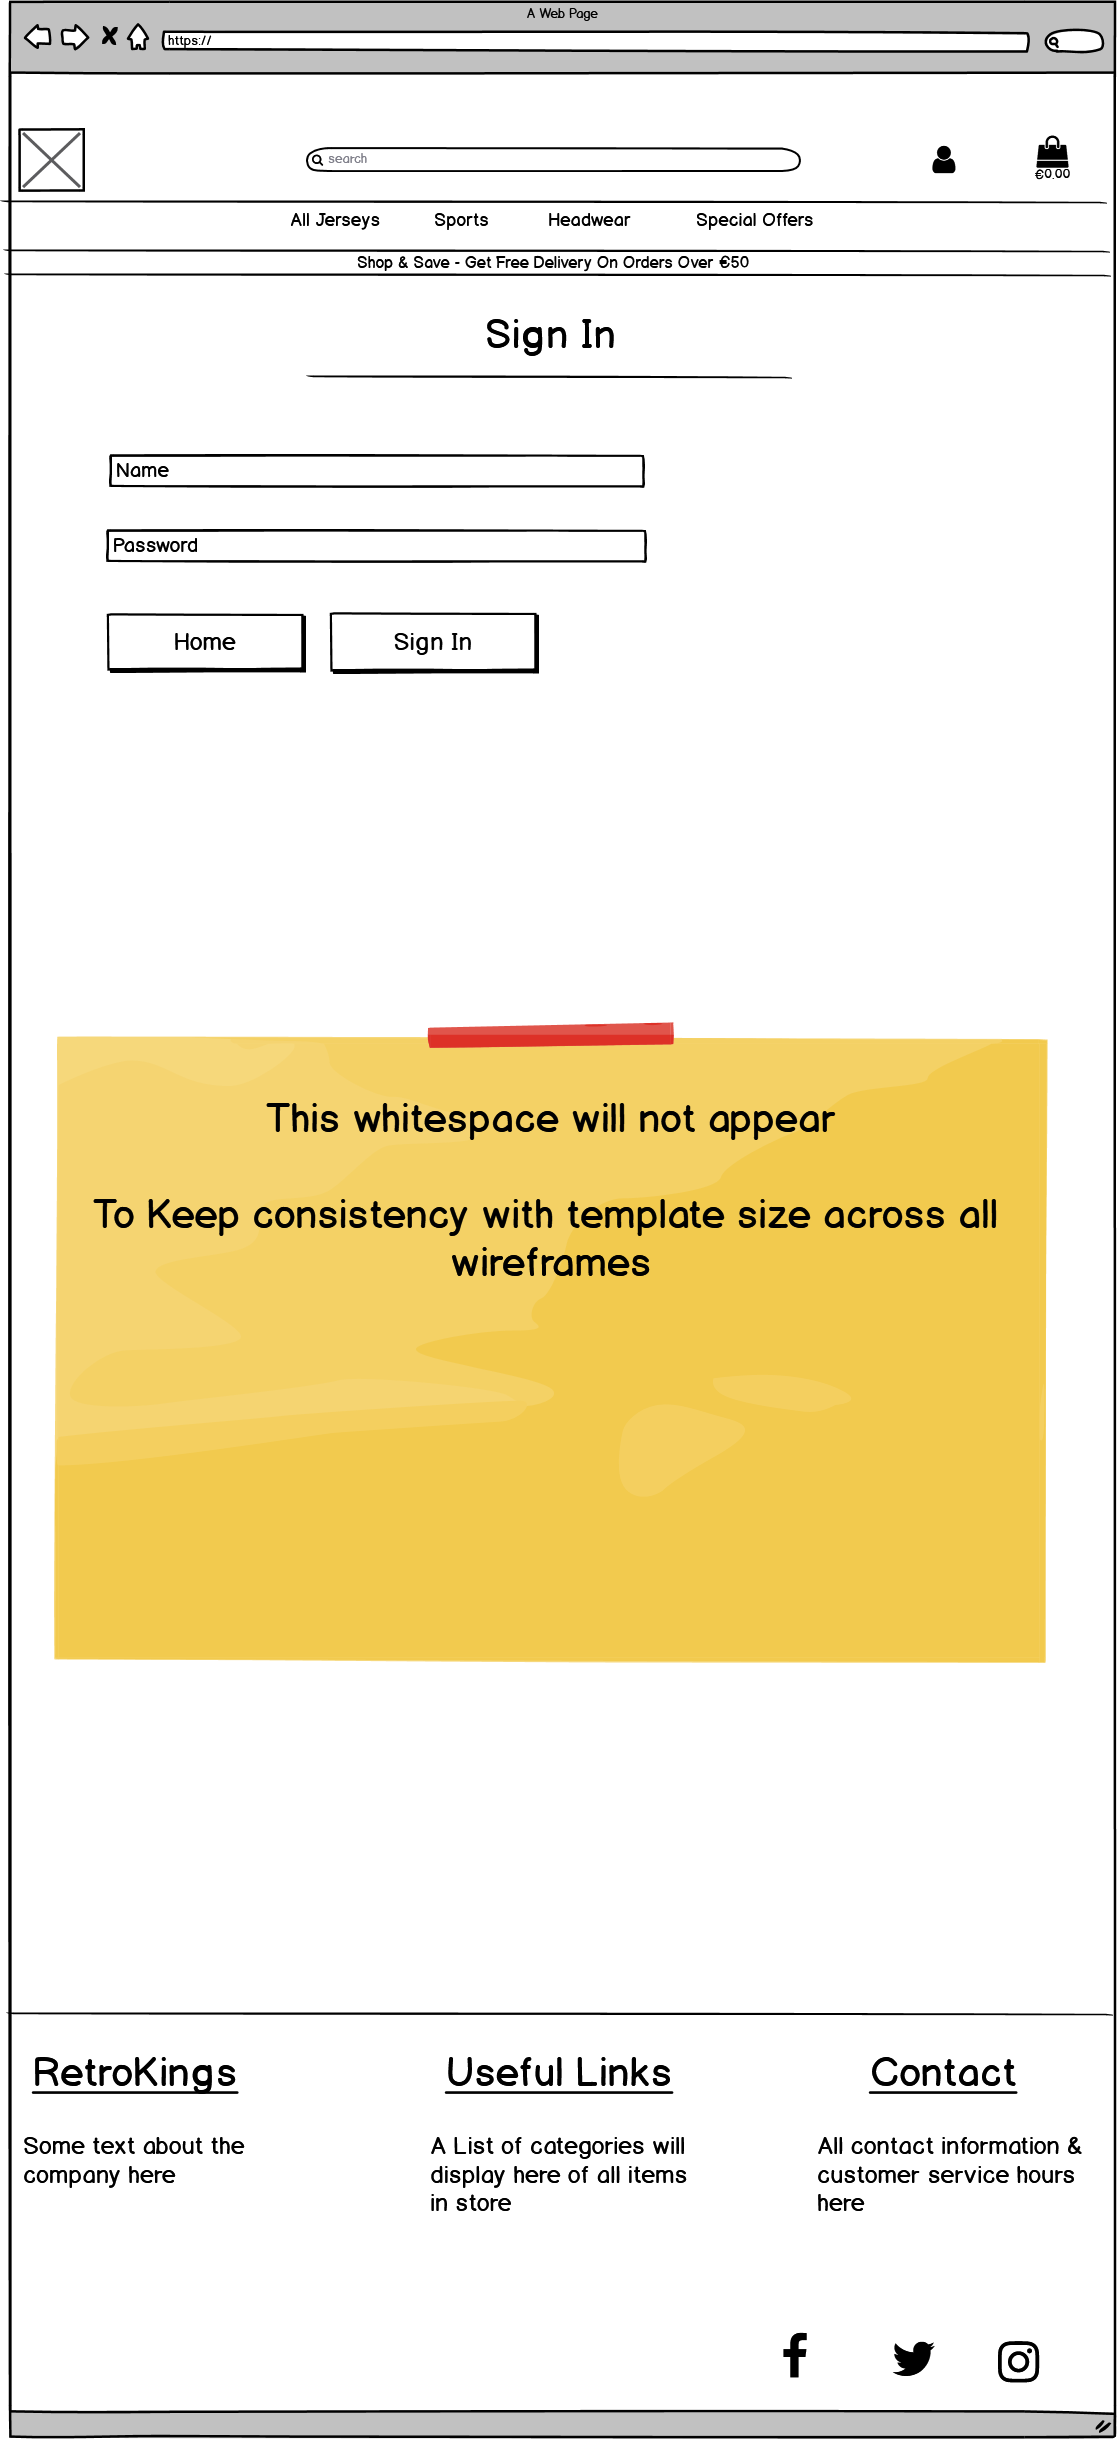 A Web Page
https://
search
€0.00
All Jerseys Sports Headwear Special Offers
Shop & Save - Get Free Delivery On Orders Over €50
Sign In
Name
Password
Home Sign In
This whitespace will not appear
To Keep consistency with template size across all
wireframes
RetroKings
Some text about the
company here
Useful Links
A List of categories will
display here of all items
in store
Contact
All contact information &
customer service hours
here